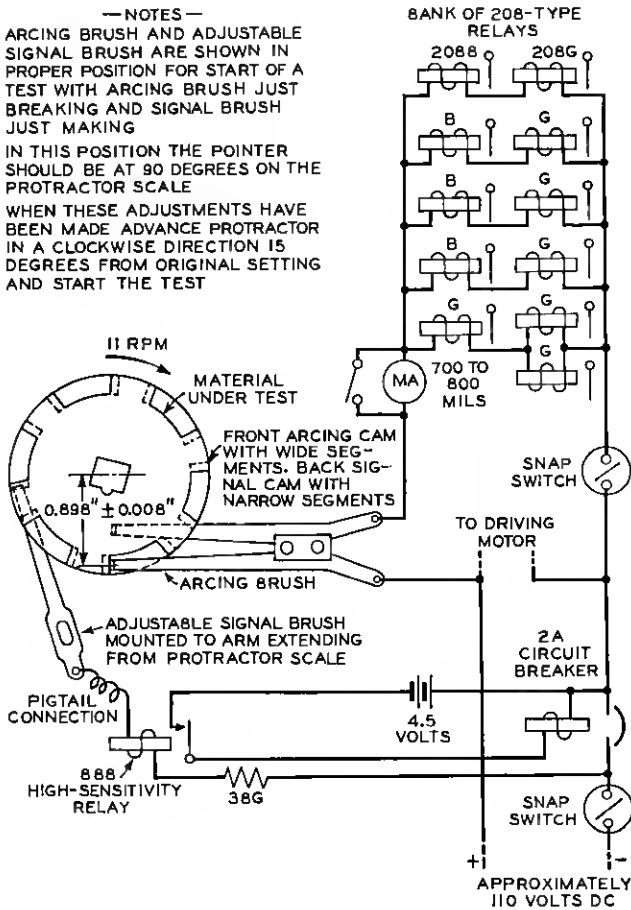 —NOTES—
ARCING BRUSH AND ADJUSTABLE
SIGNAL BRUSH ARE SHOWN IN
PROPER POSITION FOR START OF A
TEST WITH ARCING BRUSH JUST
BREAKING AND SIGNAL BRUSH
JUST MAKING
IN THIS POSITION THE POINTER
SHOULD BE AT 90 DEGREES ON THE
PROTRACTOR SCALE
WHEN THESE ADJUSTMENTS HAVE
BEEN MADE ADVANCE PROTRACTOR
IN A CLOCKWISE DIRECTION 15
DEGREES FROM ORIGINAL SETTING
AND START THE TEST
BANK OF 208-TYPE
RELAYS
208B
208G
B
G
B
G
B
G
G
G
G
MA
700 TO
800
MILS
11 RPM
MATERIAL
UNDER TEST
FRONT ARCING CAM
WITH WIDE SEG-
MENTS. BACK SIG-
NAL CAM WITH
NARROW SEGMENTS
0.898" ± 0.008"
ARCING BRUSH
SNAP
SWITCH
TO DRIVING
MOTOR
ADJUSTABLE SIGNAL BRUSH
MOUNTED TO ARM EXTENDING
FROM PROTRACTOR SCALE
2A
CIRCUIT
BREAKER
PIGTAIL
CONNECTION
4.5
VOLTS
888
HIGH-SENSITIVITY
RELAY
38G
SNAP
SWITCH
+
-
APPROXIMATELY
110 VOLTS DC